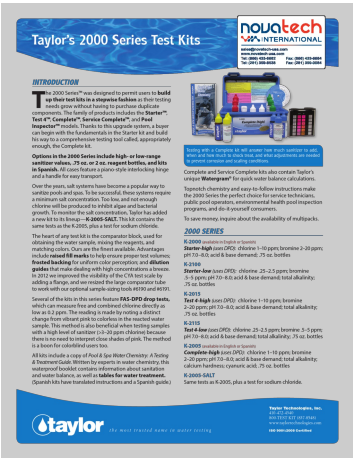 Taylor's 2000 Series Test Kits
novatech
INTERNATIONAL
sales@novatech-usa.com
www.novatech-usa.com
INTRODUCTION
The 2000 Series™ was designed to permit users to build
up their test kits in a stepwise fashion as their testing
needs grow without having to purchase duplicate
components. The family of products includes the Starter™,
Test it®, Complete™, Service Complete™, and Pool
Inspector™ models. Thanks to this upgrade system, a buyer
can begin with the fundamentals in the Starter kit and build
his way to a comprehensive testing tool called, appropriately
enough, the Complete kit.
Options in the 2000 Series include high- or low-range
sanitizer values, .75 oz. or 2 oz. reagent bottles, and kits
in Spanish. All cases feature a piano-style interlocking hinge
and a handle for easy transport.
Over the years, salt systems have become a popular way to
sanitize pools and spas. To be successful, these systems require
a minimum salt concentration. Too low, and not enough
chlorine will be produced to inhibit algae and bacterial
growth. To monitor the salt concentration, Taylor has added
a new kit to its lineup—K-2005-SALT. This kit contains the
same tests as the K-2005, plus a test for sodium chloride.
The heart of any test kit is the comparator block, used for
obtaining the water sample, mixing the reagents, and
matching colors. Ours are the finest available. Advantages
include raised fill marks to help ensure proper test volumes;
frosted backing for uniform color perception; and dilution
guides that make dealing with high concentrations a breeze.
In 2012 we improved the visibility of the CYA test scale by
adding a flange, and we resized the large comparator tube
to work with our optional sample-sizing tools #6190 and #6191.
Several of the kits in this series feature FAS-DPD drop tests,
which can measure free and combined chlorine directly as
low as 0.2 ppm. The reading is made by noting a distinct
change from vibrant pink to colorless in the reacted water
sample. This method is also beneficial when testing samples
with a high level of sanitizer (>3–20 ppm chlorine) because
there is no need to interpret close shades of pink. The method
is a boon for colorblind users too.
All kits include a copy of Pool & Spa Water Chemistry: A Testing
& Treatment Guide. Written by experts in water chemistry, this
waterproof booklet contains information about sanitation
and water balance, as well as tables for water treatment.
(Spanish kits have translated instructions and a Spanish guide.)
Testing with a Complete kit will answer how much sanitizer to add,
when and how much to shock treat, and what adjustments are needed
to prevent corrosion and scaling conditions.
Complete and Service Complete kits also contain Taylor's
unique Watergram® for quick water balance calculations.
Topnotch chemistry and easy-to-follow instructions make
the 2000 Series the perfect choice for service technicians,
public pool operators, environmental health pool inspection
programs, and do-it-yourself consumers.
To save money, inquire about the availability of multipacks.
2000 SERIES
K-2000 (available in English or Spanish)
Starter-high (uses DPD): chlorine 1–10 ppm; bromine 2–20 ppm;
pH 7.0–8.0; acid & base demand; .75 oz. bottles
K-2100
Starter-low (uses DPD): chlorine .25–2.5 ppm; bromine
.5–5 ppm; pH 7.0–8.0; acid & base demand; total alkalinity;
.75 oz. bottles
K-2013
Test it-high (uses DPD): chlorine 1–10 ppm; bromine
2–20 ppm; pH 7.0–8.0; acid & base demand; total alkalinity;
.75 oz. bottles
K-2115
Test it-low (uses DPD): chlorine .25–2.5 ppm; bromine .5–5 ppm;
pH 7.0–8.0; acid & base demand; total alkalinity; .75 oz. bottles
K-2005 (available in English or Spanish)
Complete-high (uses DPD): chlorine 1–10 ppm; bromine
2–20 ppm; pH 7.0–8.0; acid & base demand; total alkalinity;
calcium hardness; cyanuric acid; .75 oz. bottles
K-2005-SALT
Same tests as K-2005, plus a test for sodium chloride.
taylor
the most trusted name in water testing
Taylor Technologies, Inc.
www.taylortechnologies.com